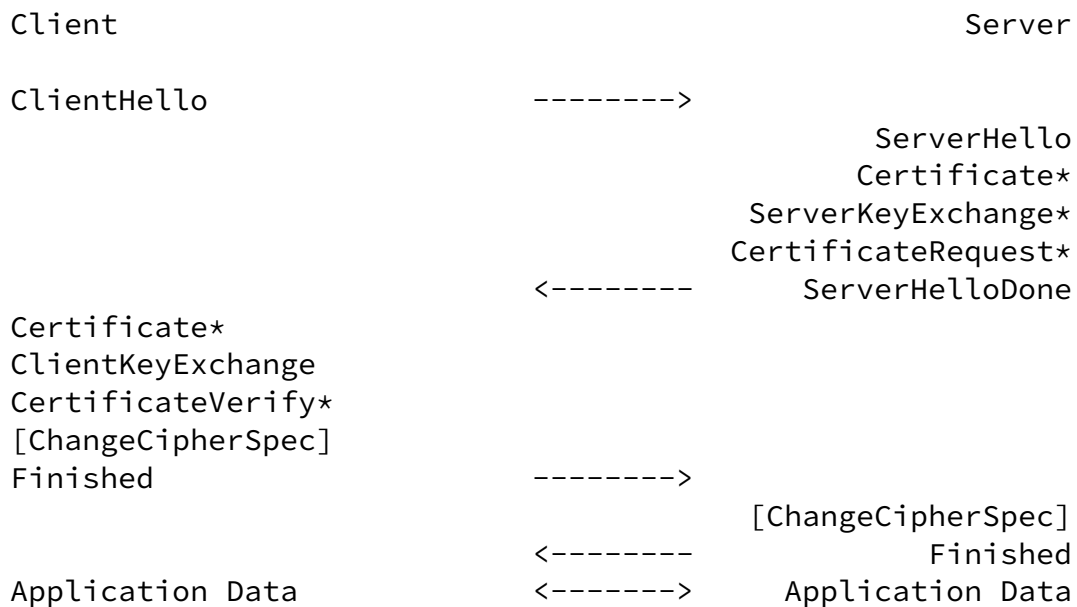 Client                                               Server

ClientHello                  -------->
                                                ServerHello
                                               Certificate*
                                         ServerKeyExchange*
                                        CertificateRequest*
                             <--------      ServerHelloDone
Certificate*
ClientKeyExchange
CertificateVerify*
[ChangeCipherSpec]
Finished                     -------->
                                         [ChangeCipherSpec]
                             <--------             Finished
Application Data             <------->     Application Data